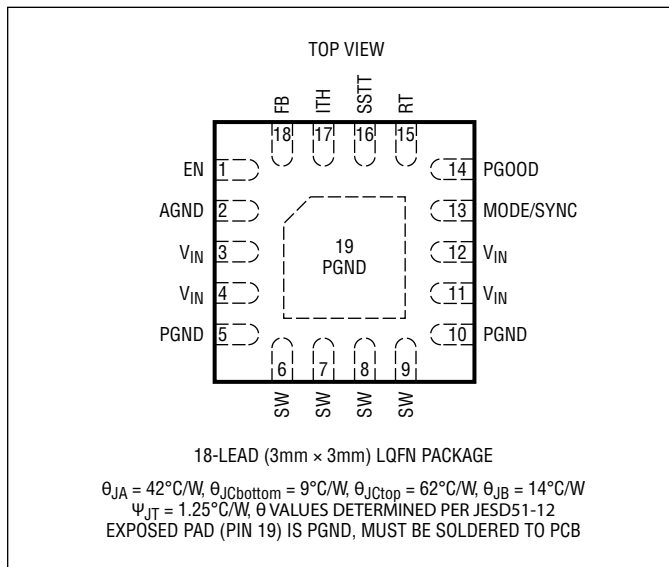 TOP VIEW
FB ITH SSTT RT
18 17 16 15
EN 1 14 PGOOD
AGND 2 13 MODE/SYNC
19
PGND
VIN 3 12 VIN
VIN 4 11 VIN
PGND 5 10 PGND
6 7 8 9
SW SW SW SW
18-LEAD (3mm × 3mm) LQFN PACKAGE
θJA = 42°C/W, θJCbottom = 9°C/W, θJCtop = 62°C/W, θJB = 14°C/W
ΨJT = 1.25°C/W, θ VALUES DETERMINED PER JESD51-12
EXPOSED PAD (PIN 19) IS PGND, MUST BE SOLDERED TO PCB